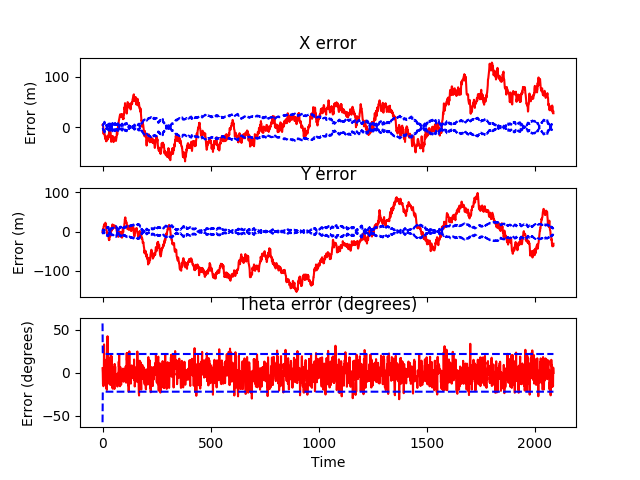 X error
Error (m)
100
0
Y error
Error (m)
100
0
−100
Theta error (degrees)
Error (degrees)
50
0
−50
0 500 1000 1500 2000
Time